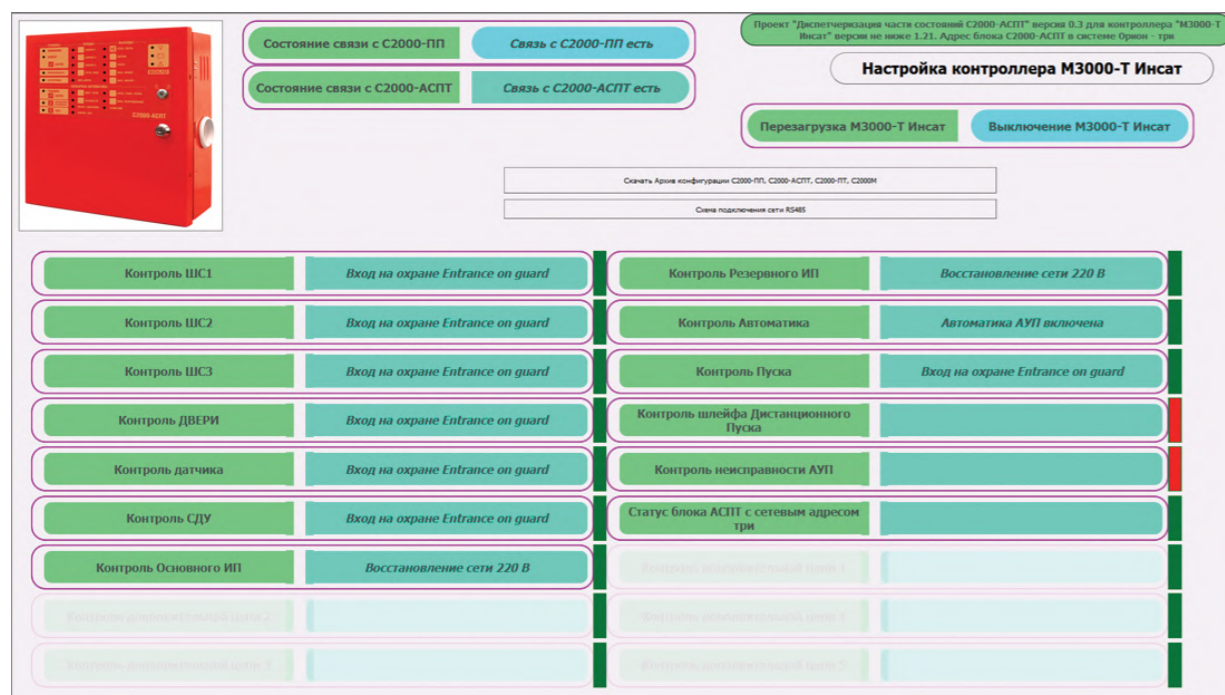 Состояние связи с С2000-ПП
Связь с С2000-ПП есть
Состояние связи с С2000-АСПТ
Связь с С2000-АСПТ есть
Проект "Диспетчеризация части состояний С2000-АСПТ" версия 0.3 для контроллера "М3000-Т
Инсат" версии не ниже 1.21. Адрес блока С2000-АСПТ в системе Орион - три
Настройка контроллера М3000-Т Инсат
Перезагрузка М3000-Т Инсат
Выключение М3000-Т Инсат
С2000-АСПТ
Скачать Архив конфигурации С2000-ПП, С2000-АСПТ, С2000-ПТ, С2000М
Схема подключения сети RS485
Контроль ШС1
Вход на охране Entrance on guard
Контроль Резервного ИП
Восстановление сети 220 В
Контроль ШС2
Вход на охране Entrance on guard
Контроль Автоматика
Автоматика АУП включена
Контроль ШС3
Вход на охране Entrance on guard
Контроль Пуска
Вход на охране Entrance on guard
Контроль ДВЕРИ
Вход на охране Entrance on guard
Контроль шлейфа Дистанционного
Пуска
Контроль датчика
Вход на охране Entrance on guard
Контроль неисправности АУП
Контроль СДУ
Вход на охране Entrance on guard
Статус блока АСПТ с сетевым адресом
три
Контроль Основного ИП
Восстановление сети 220 В